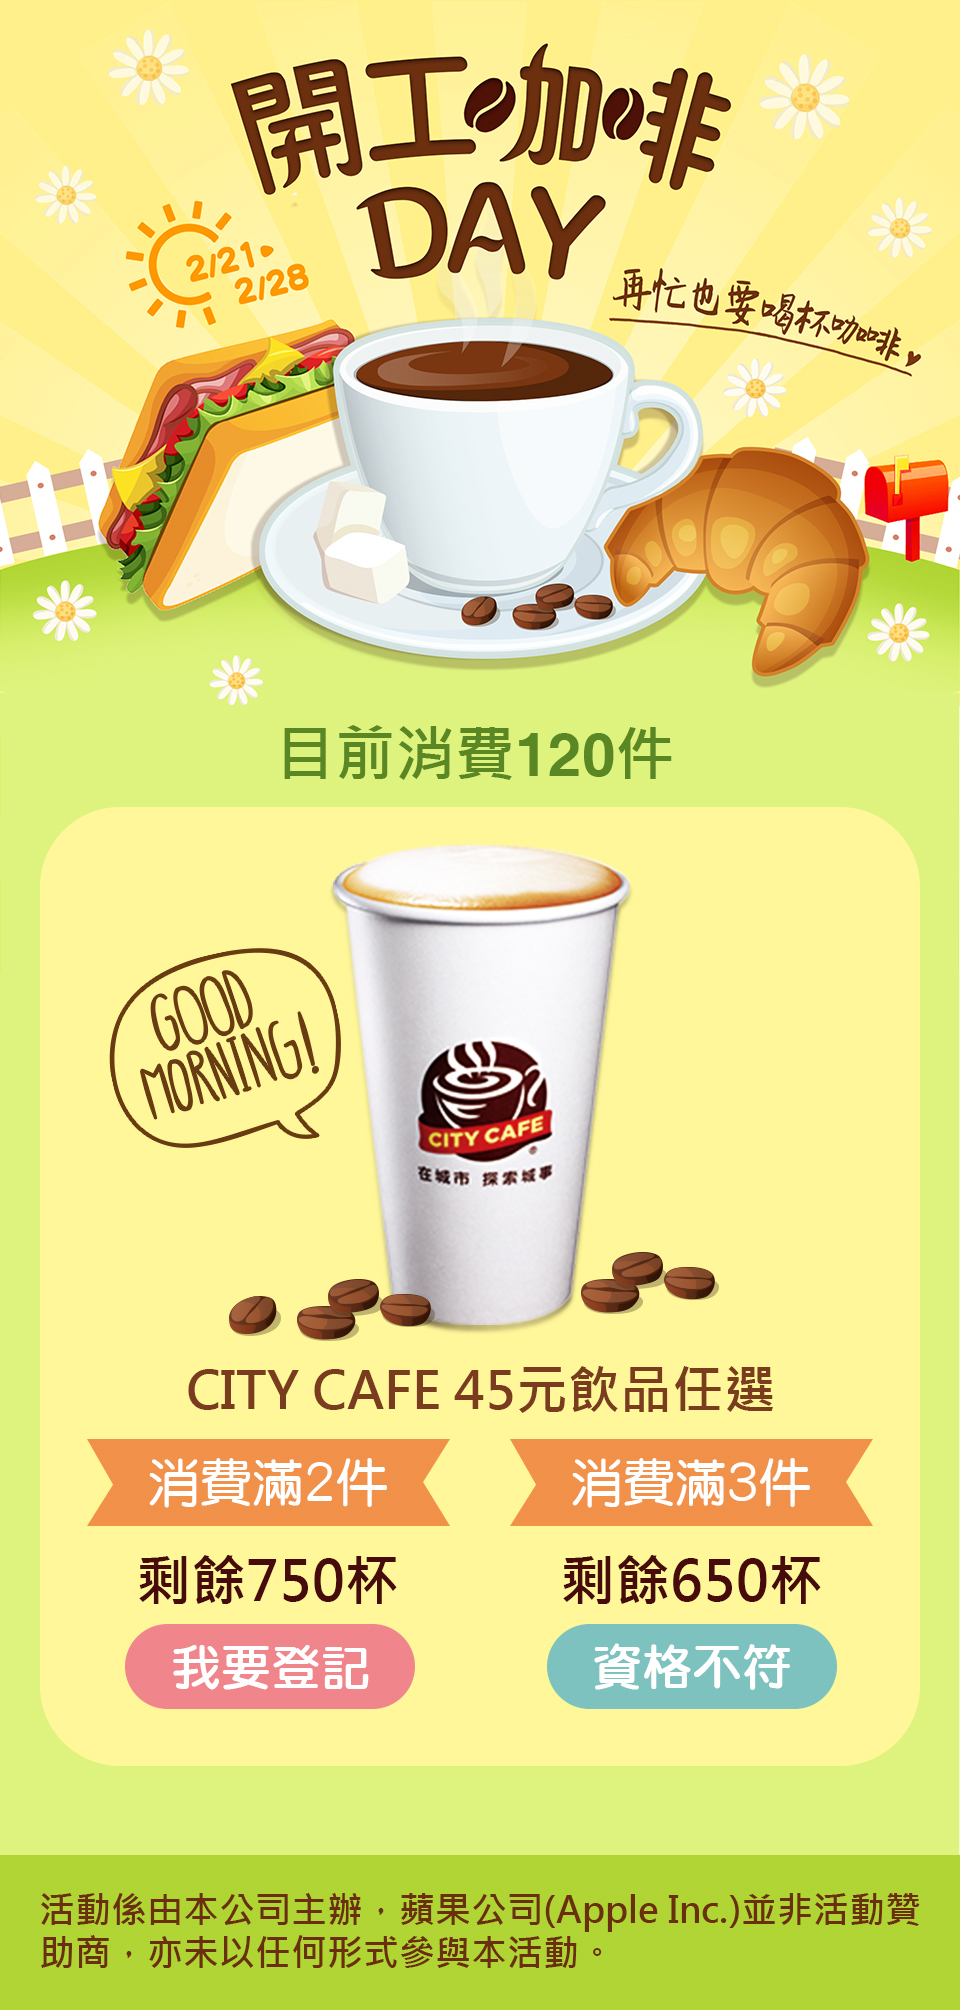 開工咖啡
DAY
2/21
2/28
再忙也要喝杯咖啡
目前消費120件
GOOD
MORNING!
CITY CAFE
®
在城市 探索城事
CITY CAFE 45元飲品任選
消費滿2件
消費滿3件
剩餘750杯
剩餘650杯
我要登記
資格不符
活動係由本公司主辦，蘋果公司(Apple Inc.)並非活動贊
助商，亦未以任何形式參與本活動。